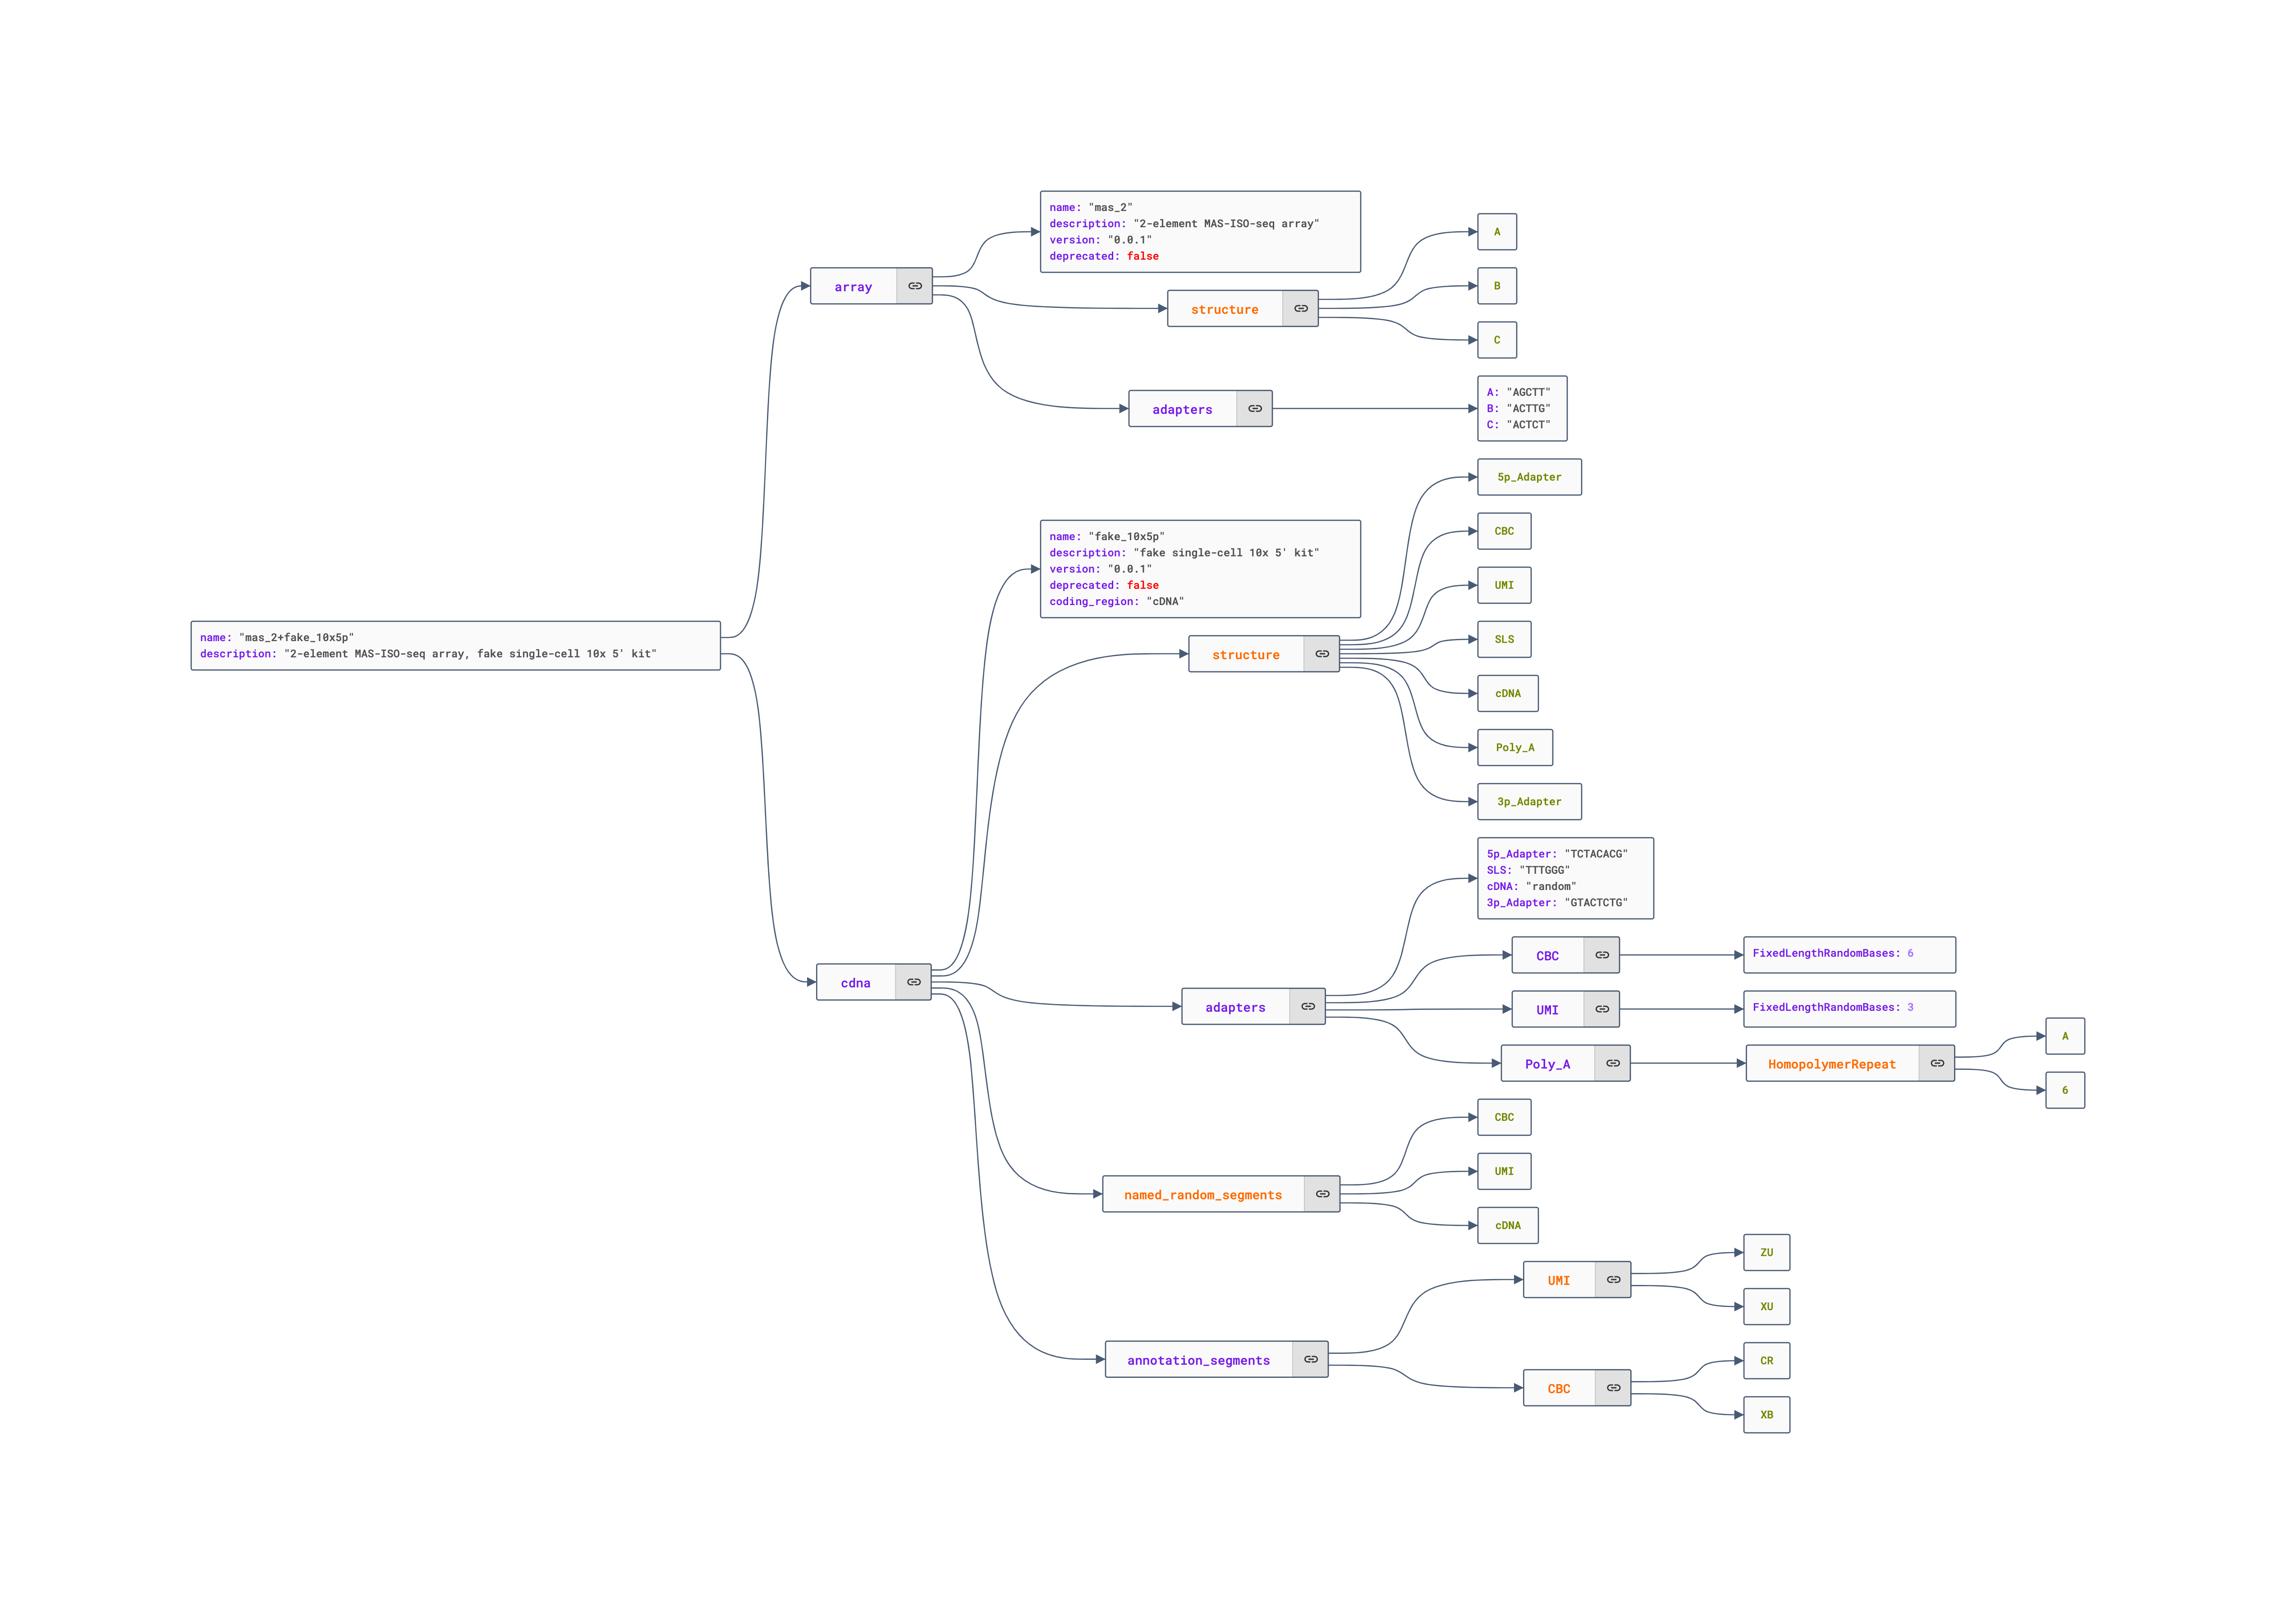 name: "mas_2+fake_10x5p"
description: "2-element MAS-ISO-seq array, fake single-cell 10x 5' kit"
array
name: "mas_2"
description: "2-element MAS-ISO-seq array"
version: "0.0.1"
deprecated: false
structure
A
B
C
adapters
A: "AGCTT"
B: "ACTTG"
C: "ACTCT"
cdna
name: "fake_10x5p"
description: "fake single-cell 10x 5' kit"
version: "0.0.1"
deprecated: false
coding_region: "cDNA"
structure
5p_Adapter
CBC
UMI
SLS
cDNA
Poly_A
3p_Adapter
adapters
5p_Adapter: "TCTACACG"
SLS: "TTTGGG"
cDNA: "random"
3p_Adapter: "GTACTCTG"
CBC
FixedLengthRandomBases: 6
UMI
FixedLengthRandomBases: 3
Poly_A
HomopolymerRepeat
A
6
named_random_segments
CBC
UMI
cDNA
annotation_segments
UMI
ZU
XU
CBC
CR
XB